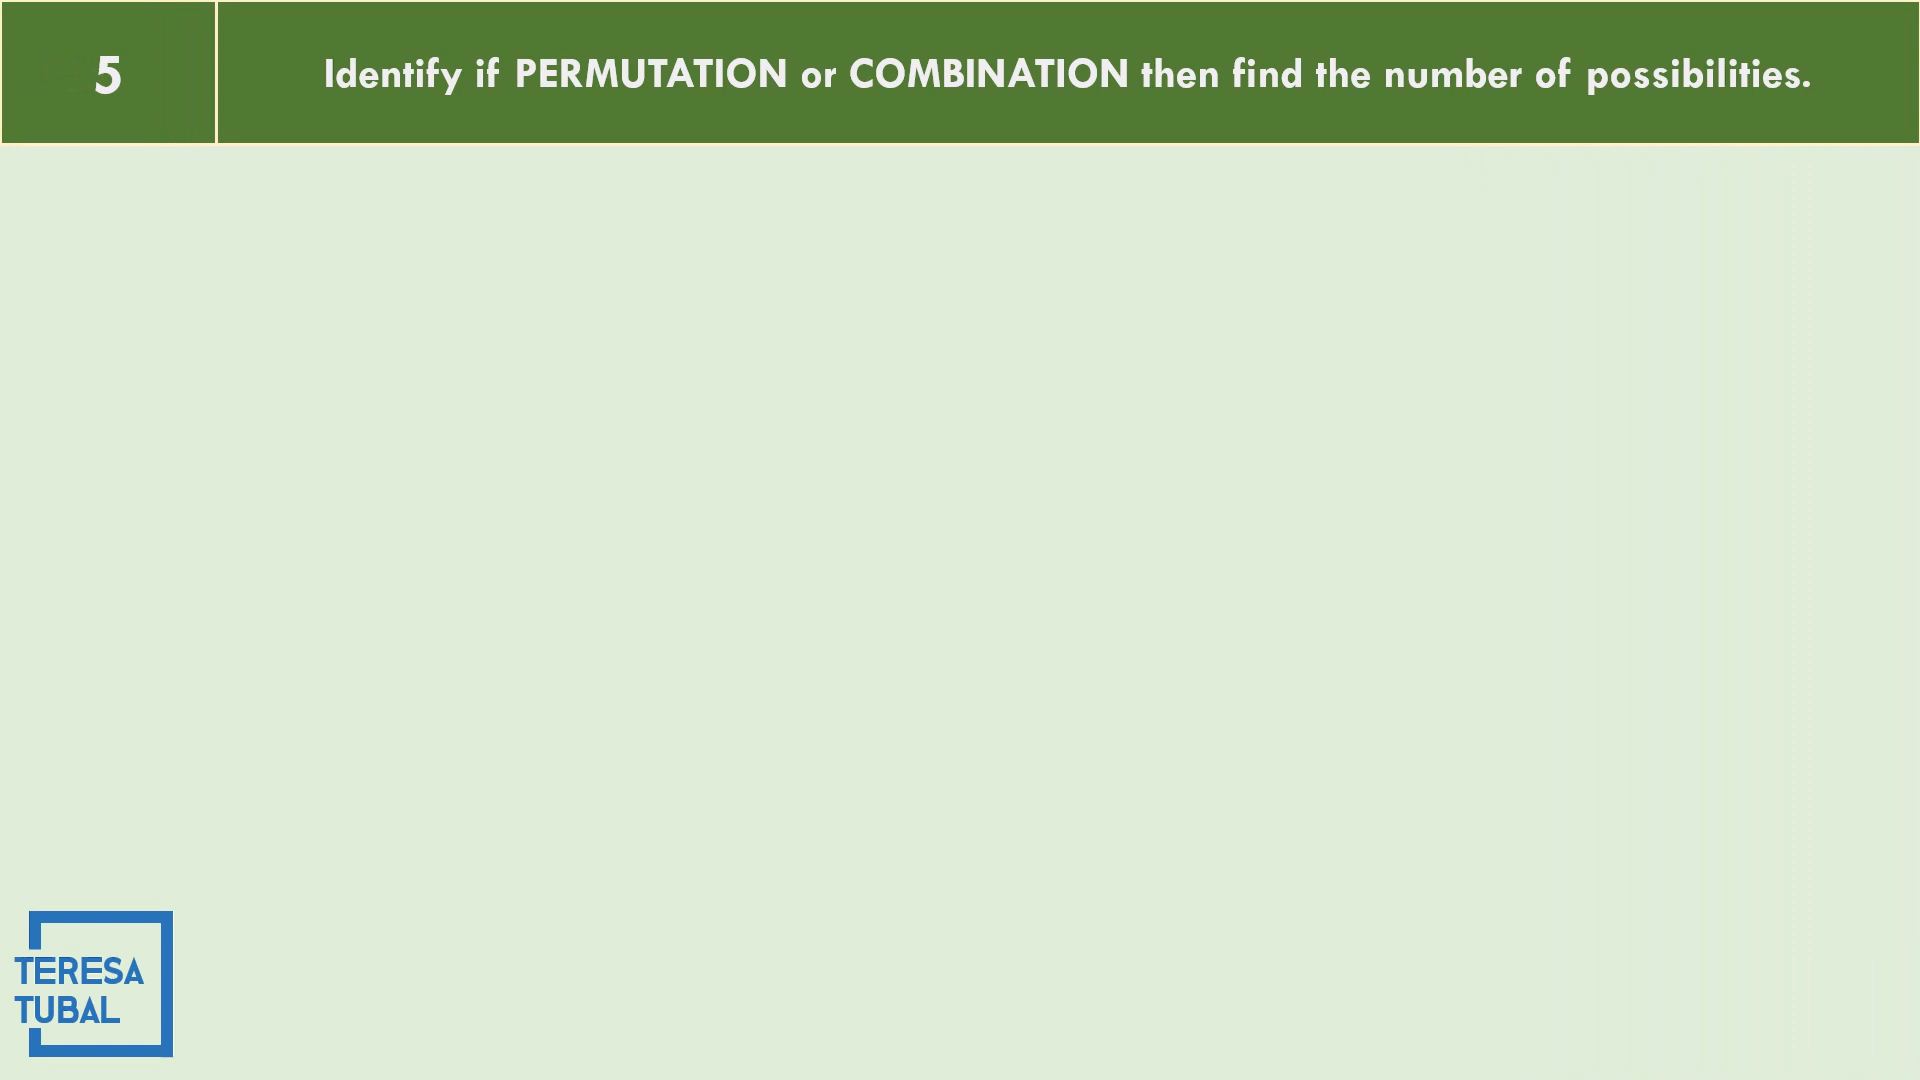 5
Identify if PERMUTATION or COMBINATION then find the number of possibilities.
TERESA
TUBAL